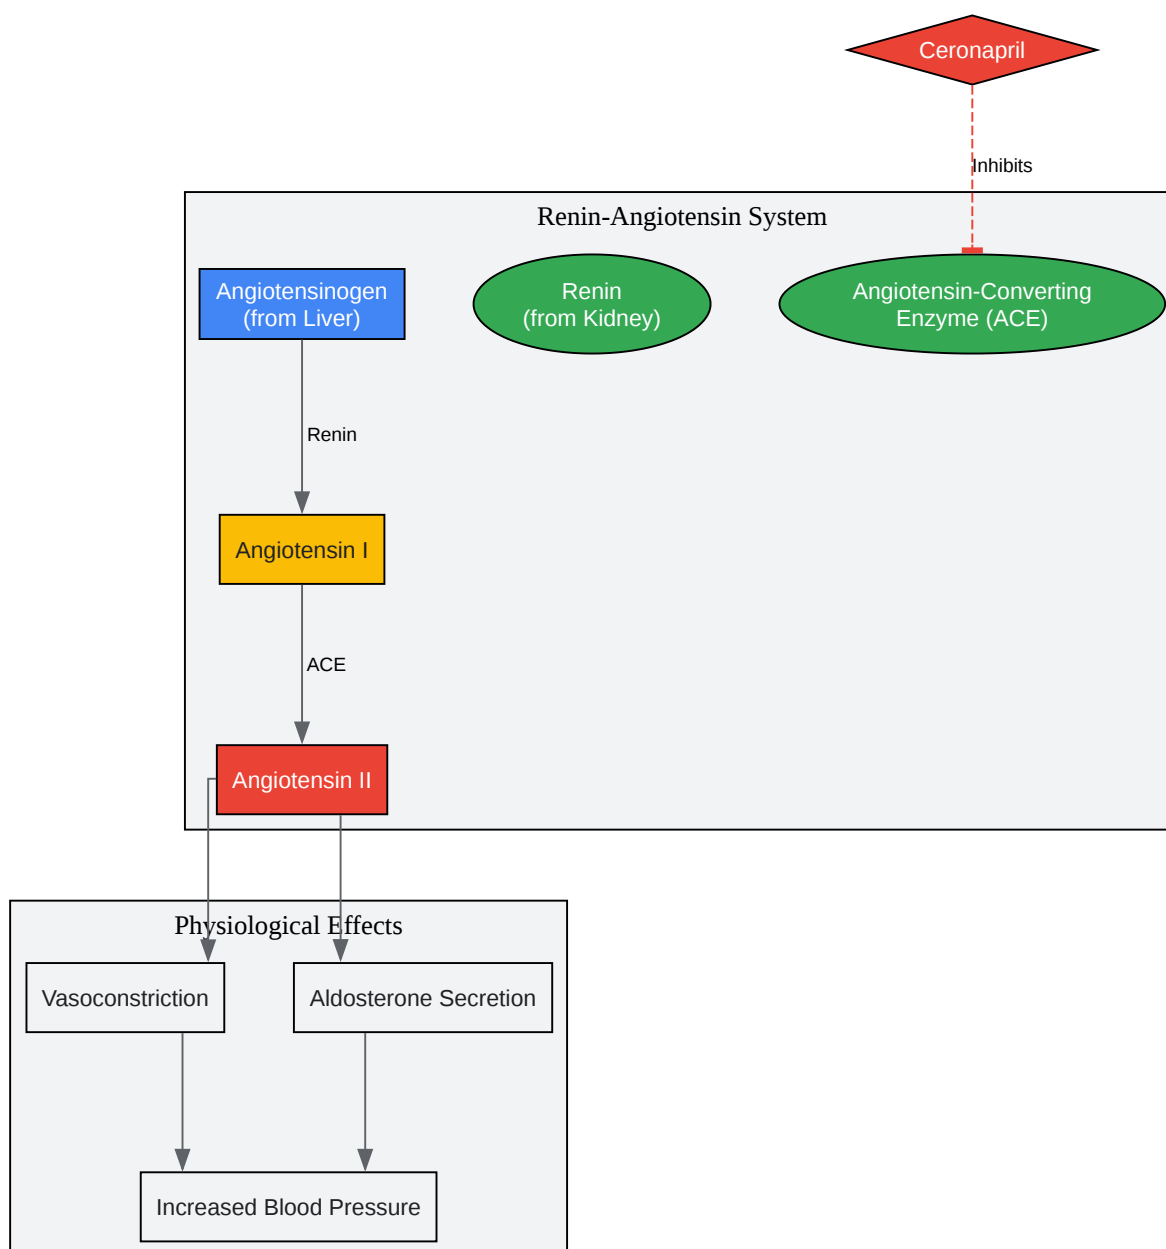 Ceronapril
Inhibits
Renin-Angiotensin System
Angiotensinogen
(from Liver)
Renin
(from Kidney)
Angiotensin-Converting
Enzyme (ACE)
Renin
Angiotensin I
ACE
Angiotensin II
Physiological Effects
Vasoconstriction
Aldosterone Secretion
Increased Blood Pressure